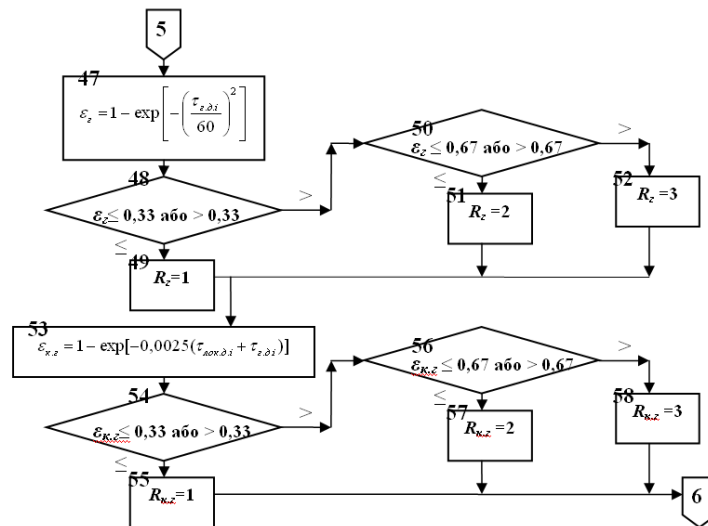 5
47
ε_г = 1 − exp[−(τ_г.д.і / 60)²]
48
ε_г ≤ 0,33 або > 0,33
>
≤
49
R_г=1
50
ε_г ≤ 0,67 або > 0,67
>
≤
51
R_г =2
52
R_г =3
53
ε_к.г = 1 − exp[−0,0025(τ_лок.д.і + τ_г.д.і)]
54
ε_к.г ≤ 0,33 або > 0,33
>
≤
55
R_к.г=1
56
ε_к.г ≤ 0,67 або > 0,67
>
≤
57
R_к.г =2
58
R_к.г =3
6